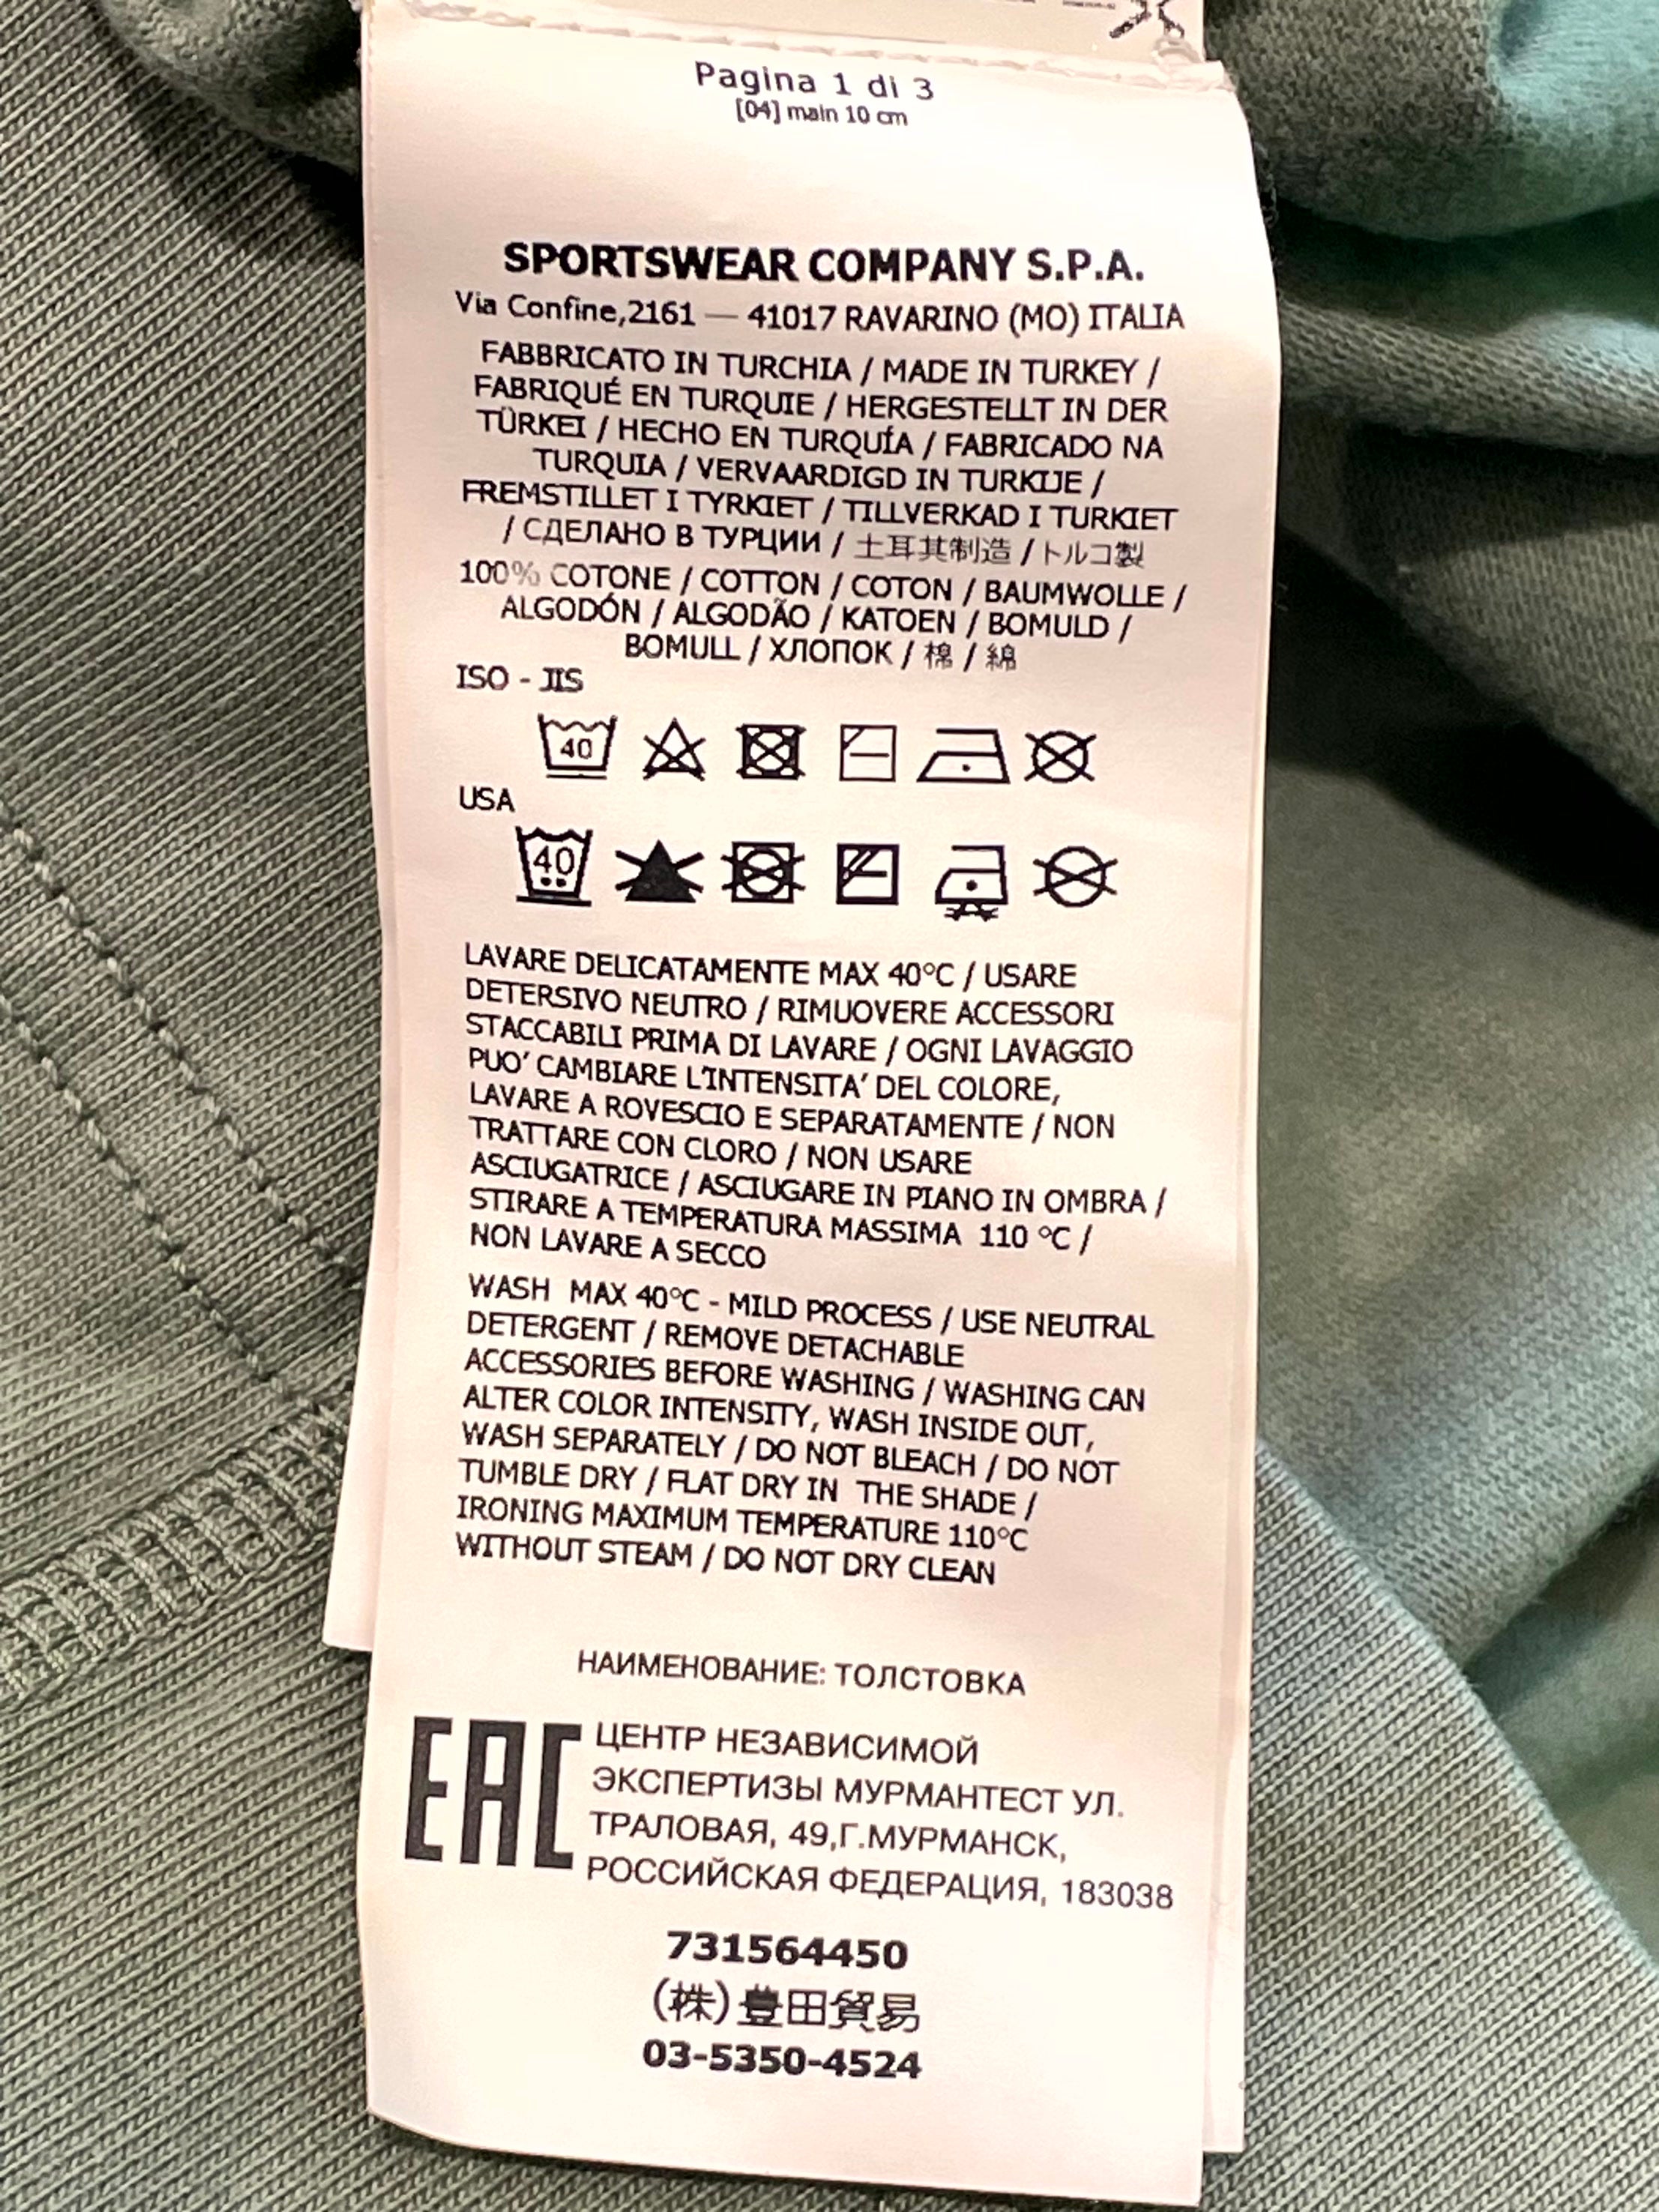 Pagina 1 di 3
[04] main 10 cm
SPORTSWEAR COMPANY S.P.A.
Via Confine,2161 — 41017 RAVARINO (MO) ITALIA
FABBRICATO IN TURCHIA / MADE IN TURKEY /
FABRIQUÉ EN TURQUIE / HERGESTELLT IN DER
TÜRKEI / HECHO EN TURQUÍA / FABRICADO NA
TURQUIA / VERVAARDIGD IN TURKIJE /
FREMSTILLET I TYRKIET / TILLVERKAD I TURKIET
/ СДЕЛАНО В ТУРЦИИ / 土耳其制造 / トルコ製
100% COTONE / COTTON / COTON / BAUMWOLLE /
ALGODÓN / ALGODÃO / KATOEN / BOMULD /
BOMULL / ХЛОПОК / 棉 / 綿
ISO - JIS
40
USA
40
LAVARE DELICATAMENTE MAX 40°C / USARE
DETERSIVO NEUTRO / RIMUOVERE ACCESSORI
STACCABILI PRIMA DI LAVARE / OGNI LAVAGGIO
PUO' CAMBIARE L'INTENSITA' DEL COLORE,
LAVARE A ROVESCIO E SEPARATAMENTE / NON
TRATTARE CON CLORO / NON USARE
ASCIUGATRICE / ASCIUGARE IN PIANO IN OMBRA /
STIRARE A TEMPERATURA MASSIMA 110 °C /
NON LAVARE A SECCO
WASH MAX 40°C - MILD PROCESS / USE NEUTRAL
DETERGENT / REMOVE DETACHABLE
ACCESSORIES BEFORE WASHING / WASHING CAN
ALTER COLOR INTENSITY, WASH INSIDE OUT,
WASH SEPARATELY / DO NOT BLEACH / DO NOT
TUMBLE DRY / FLAT DRY IN THE SHADE /
IRONING MAXIMUM TEMPERATURE 110°C
WITHOUT STEAM / DO NOT DRY CLEAN
НАИМЕНОВАНИЕ: ТОЛСТОВКА
EAC
ЦЕНТР НЕЗАВИСИМОЙ
ЭКСПЕРТИЗЫ МУРМАНТЕСТ УЛ.
ТРАЛОВАЯ, 49,Г.МУРМАНСК,
РОССИЙСКАЯ ФЕДЕРАЦИЯ, 183038
731564450
(株)豊田貿易
03-5350-4524